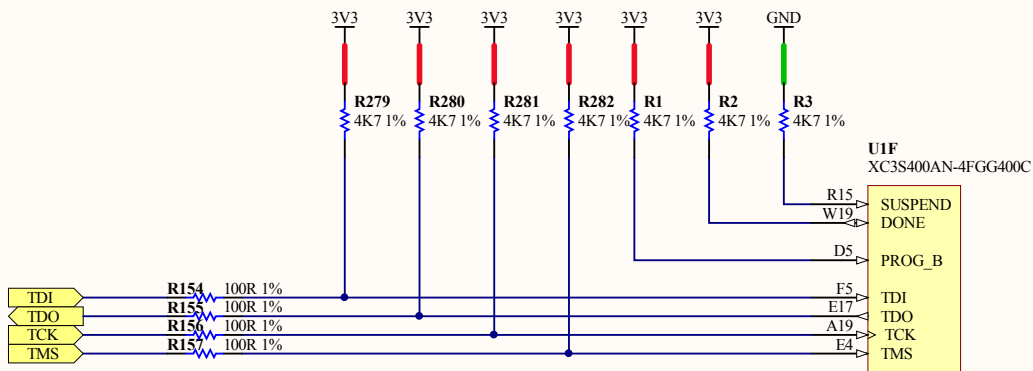 3V3 3V3 3V3 3V3 3V3 3V3 GND
R279 R280 R281 R282 R1 R2 R3
4K7 1% 4K7 1% 4K7 1% 4K7 1% 4K7 1% 4K7 1% 4K7 1%
U1F
XC3S400AN-4FGG400C
R15 SUSPEND
W19 DONE
D5 PROG_B
TDI R154 100R 1% F5 TDI
TDO R155 100R 1% E17 TDO
TCK R156 100R 1% A19 TCK
TMS R157 100R 1% E4 TMS